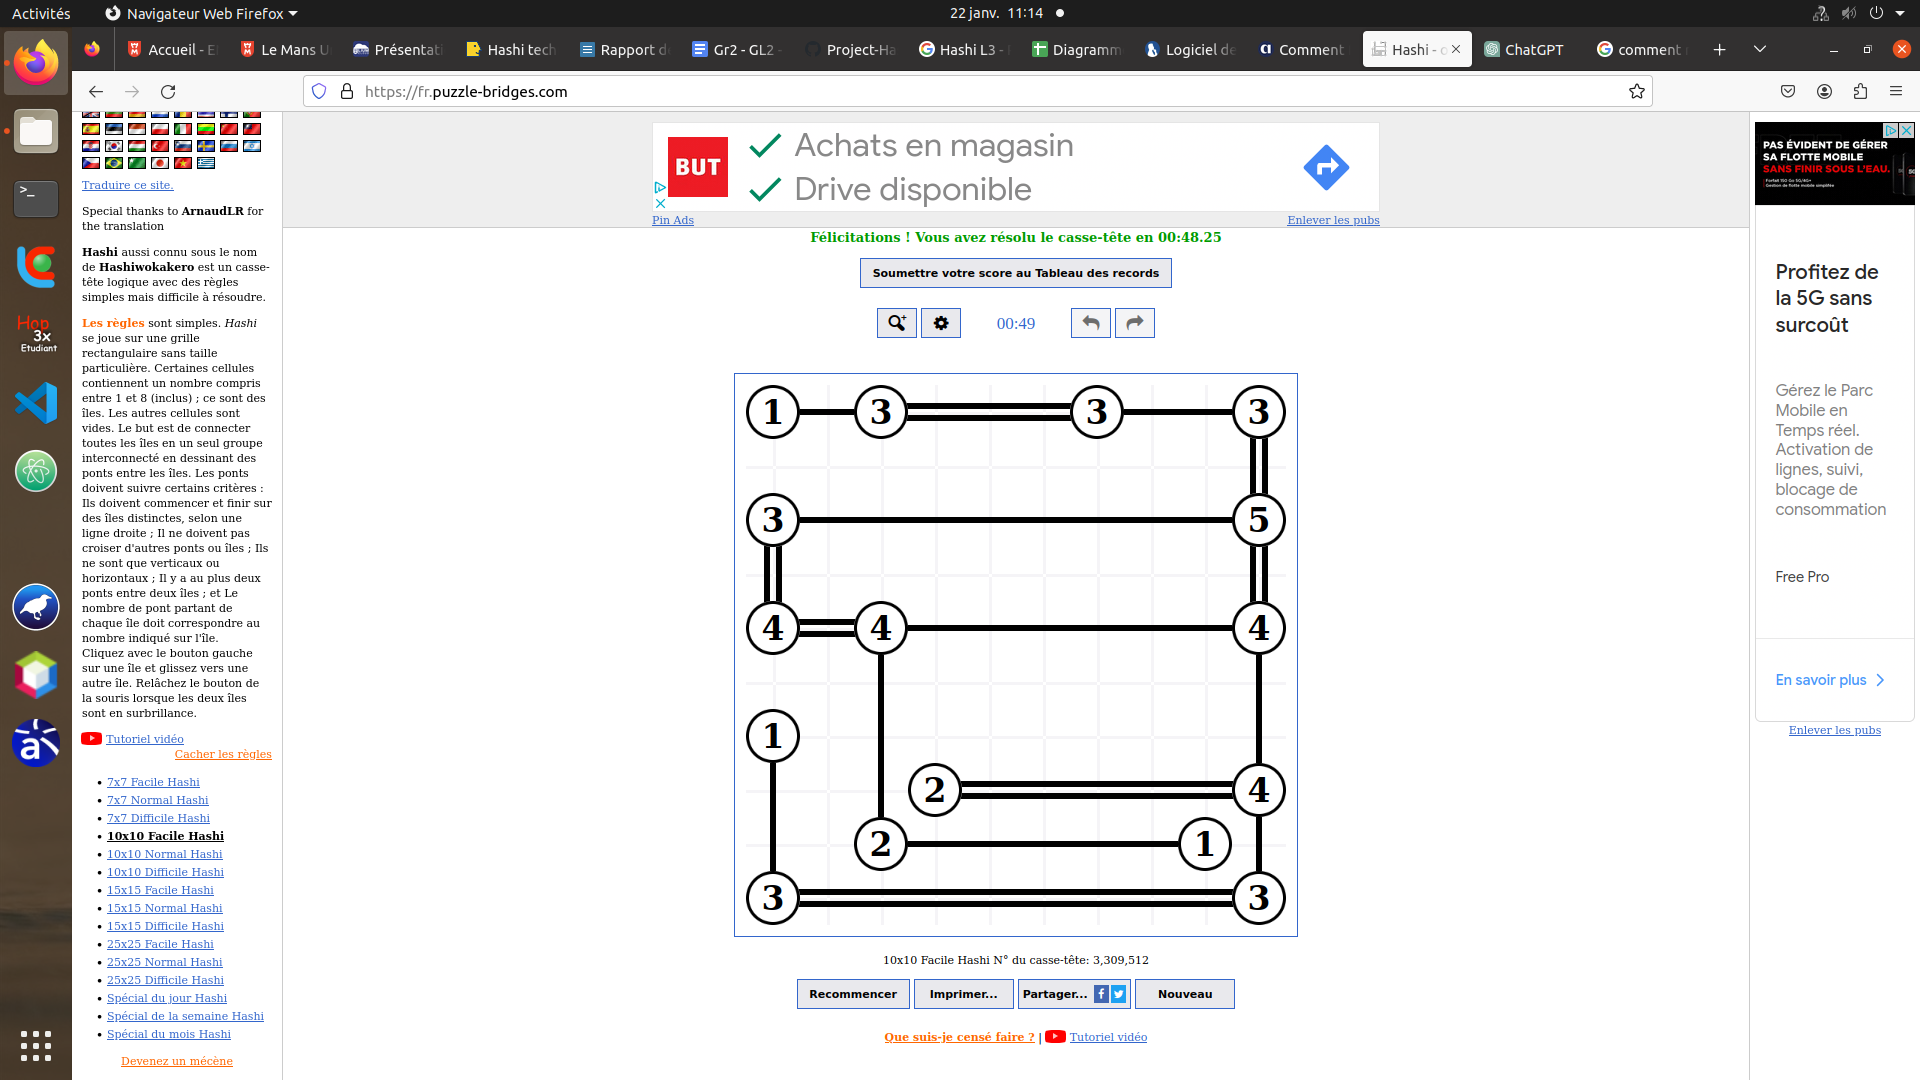 Activités
Navigateur Web Firefox
22 janv. 11:14
Accueil - E
Le Mans U
Présentati
Hashi tech
Rapport de
Gr2 - GL2 -
Project-Ha
Hashi L3 -
Diagramm
Logiciel de
Comment
Hashi - o
ChatGPT
comment
https://fr.puzzle-bridges.com
Hop
3x
Etudiant
Traduire ce site.
Special thanks to ArnaudLR for
the translation
Hashi aussi connu sous le nom
de Hashiwokakero est un casse-
tête logique avec des règles
simples mais difficile à résoudre.
Les règles sont simples. Hashi
se joue sur une grille
rectangulaire sans taille
particulière. Certaines cellules
contiennent un nombre compris
entre 1 et 8 (inclus) ; ce sont des
îles. Les autres cellules sont
vides. Le but est de connecter
toutes les îles en un seul groupe
interconnecté en dessinant des
ponts entre les îles. Les ponts
doivent suivre certains critères :
Ils doivent commencer et finir sur
des îles distinctes, selon une
ligne droite ; Il ne doivent pas
croiser d'autres ponts ou îles ; Ils
ne sont que verticaux ou
horizontaux ; Il y a au plus deux
ponts entre deux îles ; et Le
nombre de pont partant de
chaque île doit correspondre au
nombre indiqué sur l'île.
Cliquez avec le bouton gauche
sur une île et glissez vers une
autre île. Relâchez le bouton de
la souris lorsque les deux îles
sont en surbrillance.
Tutoriel vidéo
Cacher les règles
7x7 Facile Hashi
7x7 Normal Hashi
7x7 Difficile Hashi
10x10 Facile Hashi
10x10 Normal Hashi
10x10 Difficile Hashi
15x15 Facile Hashi
15x15 Normal Hashi
15x15 Difficile Hashi
25x25 Facile Hashi
25x25 Normal Hashi
25x25 Difficile Hashi
Spécial du jour Hashi
Spécial de la semaine Hashi
Spécial du mois Hashi
Devenez un mécène
BUT
Achats en magasin
Drive disponible
Pin Ads
Enlever les pubs
Félicitations ! Vous avez résolu le casse-tête en 00:48.25
Soumettre votre score au Tableau des records
00:49
1 3 3 3
3 5
4 4 4
1
2 4
2 1
3 3
10x10 Facile Hashi N° du casse-tête: 3,309,512
Recommencer
Imprimer...
Partager...
Nouveau
Que suis-je censé faire ? | Tutoriel vidéo
PAS ÉVIDENT DE GÉRER
SA FLOTTE MOBILE
SANS FINIR SOUS L'EAU.
Profitez de
la 5G sans
surcoût
Gérez le Parc
Mobile en
Temps réel.
Activation de
lignes, suivi,
blocage de
consommation
Free Pro
En savoir plus
Enlever les pubs